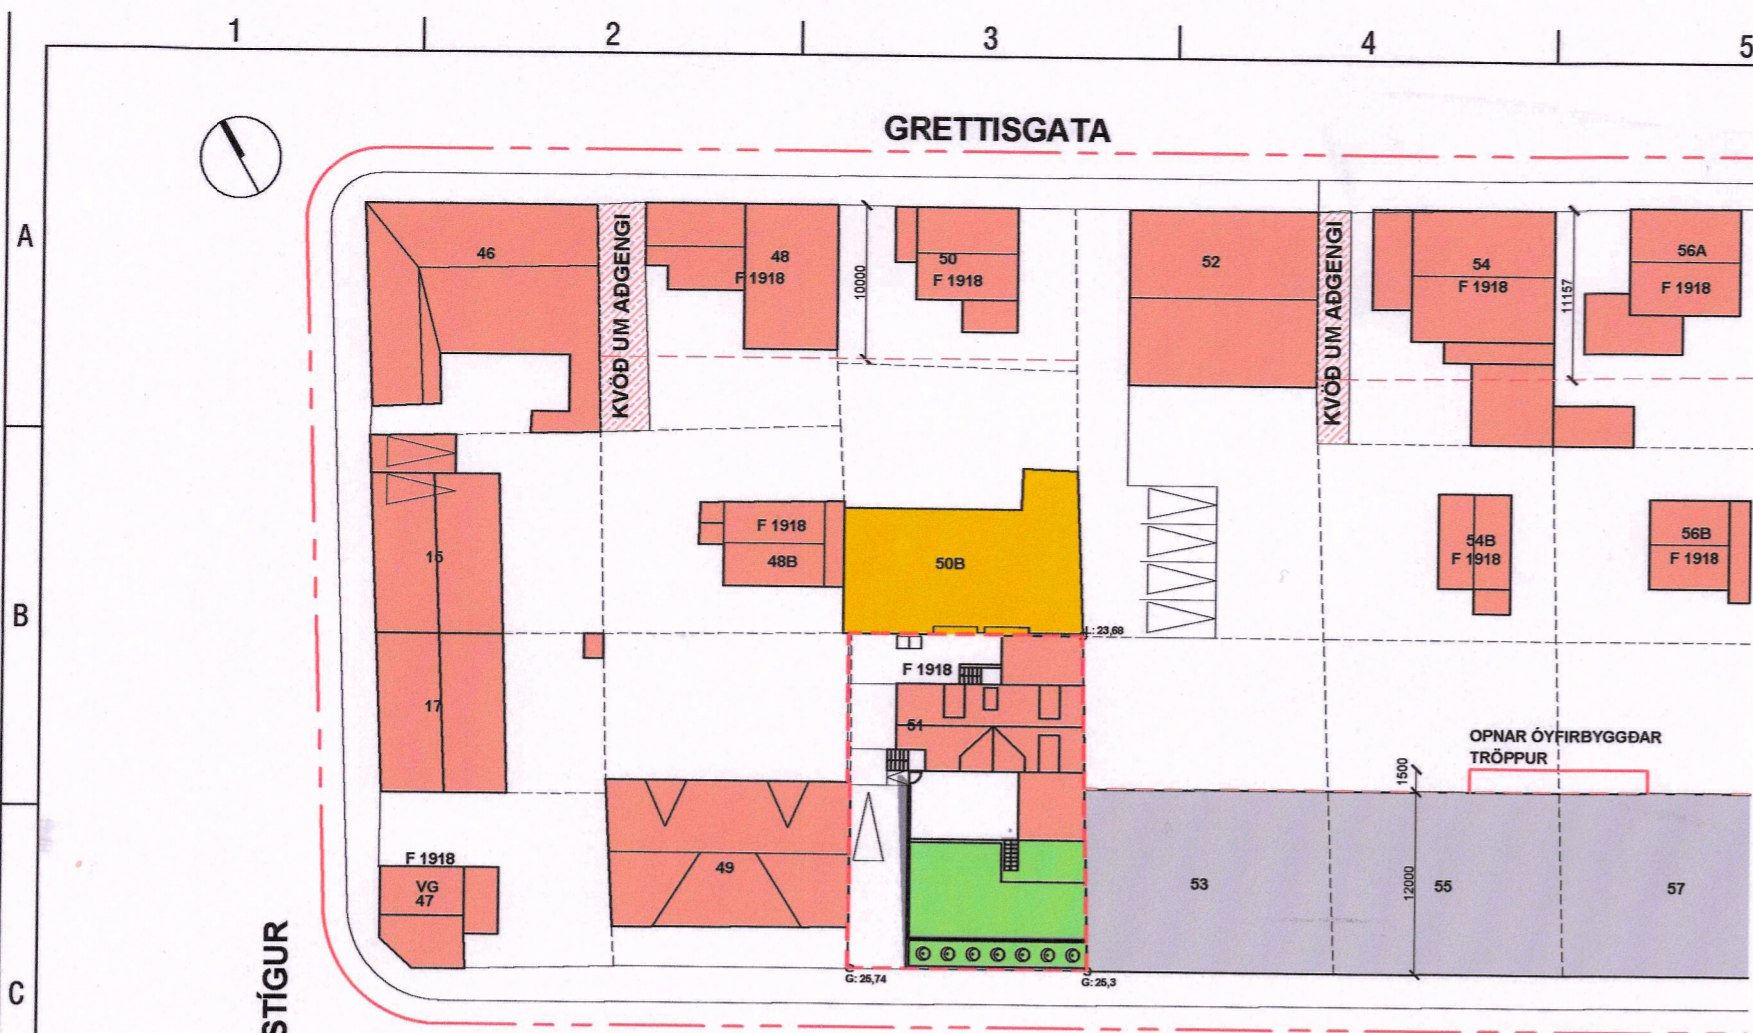 1 2 3 4 5
GRETTISGATA
A
46
KVÖÐ UM AÐGENGI
48
F 1918
10000
50
F 1918
52
KVÖÐ UM AÐGENGI
54
F 1918
11157
56A
F 1918
B
15
F 1918
48B
50B
54B
F 1918
56B
F 1918
: 23,68
F 1918
17
51
OPNAR ÓYFIRBYGGÐAR
TRÖPPUR
1500
F 1918
VG
47
49
53
12000
55
57
C
STÍGUR
G: 25,74
G: 25,3